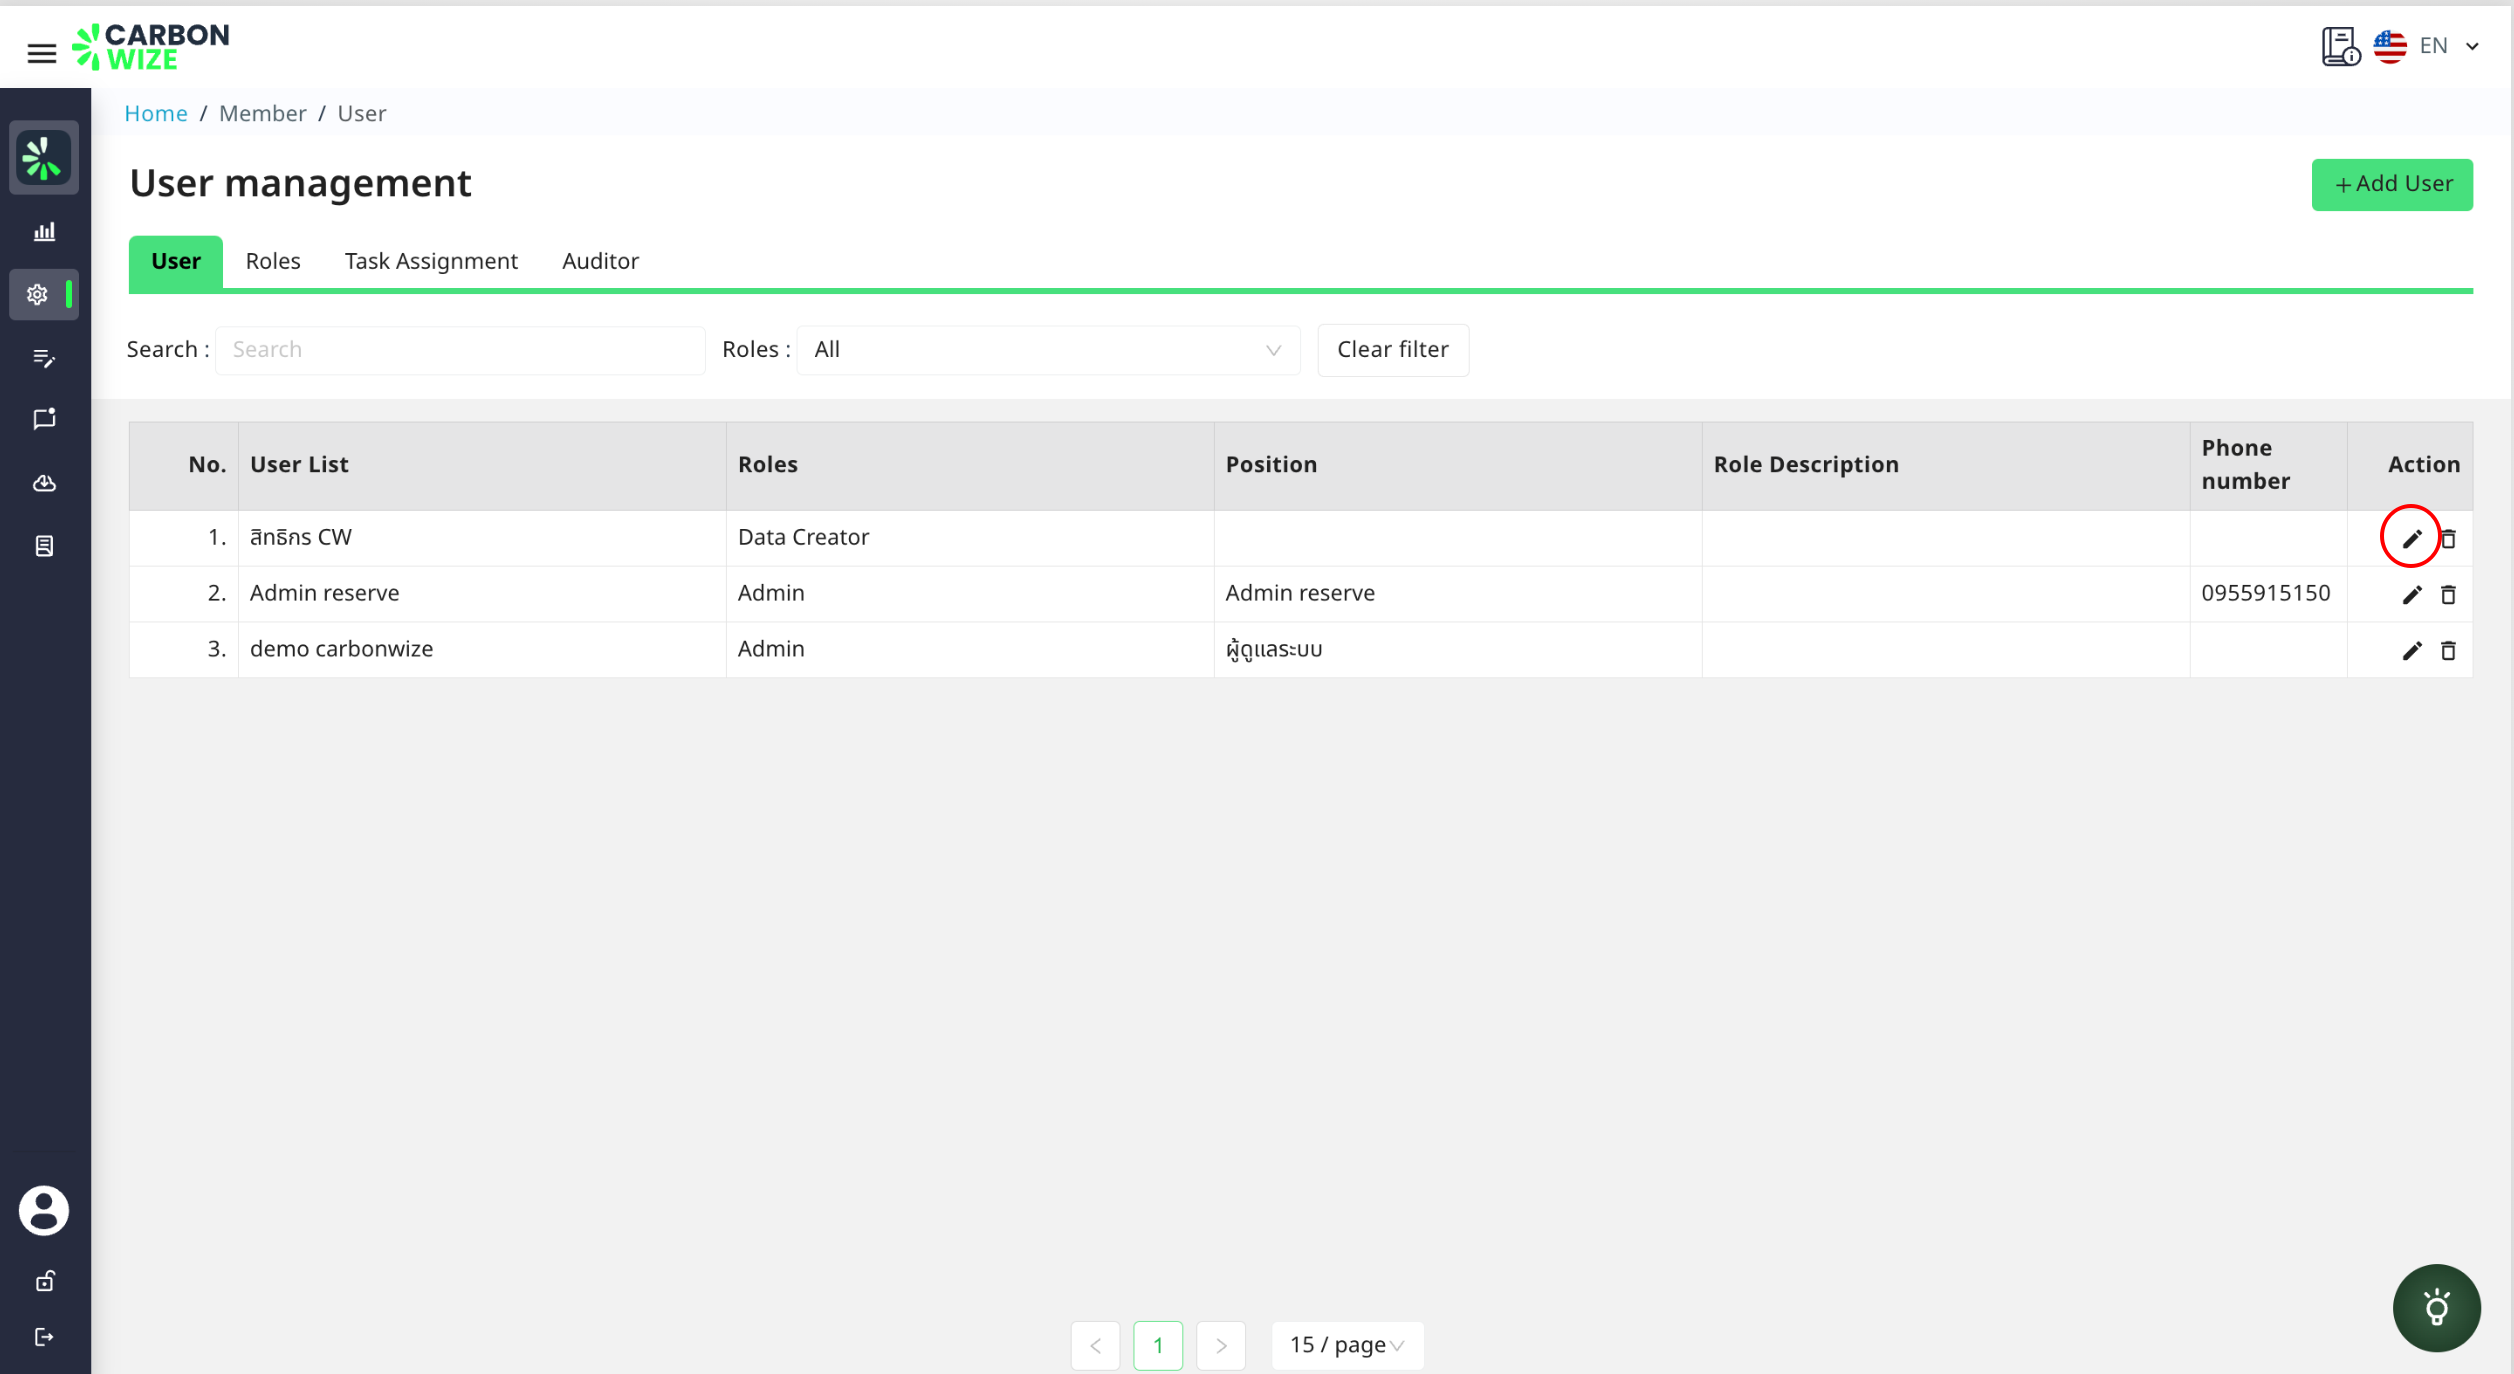 CARBON
WIZE
EN
Home / Member / User
User management
+ Add User
User Roles Task Assignment Auditor
Search : Search Roles : All Clear filter
No. User List Roles Position Role Description Phone number Action
1. สิทธิกร CW Data Creator
2. Admin reserve Admin Admin reserve 0955915150
3. demo carbonwize Admin ผู้ดูแลระบบ
< 1 > 15 / page